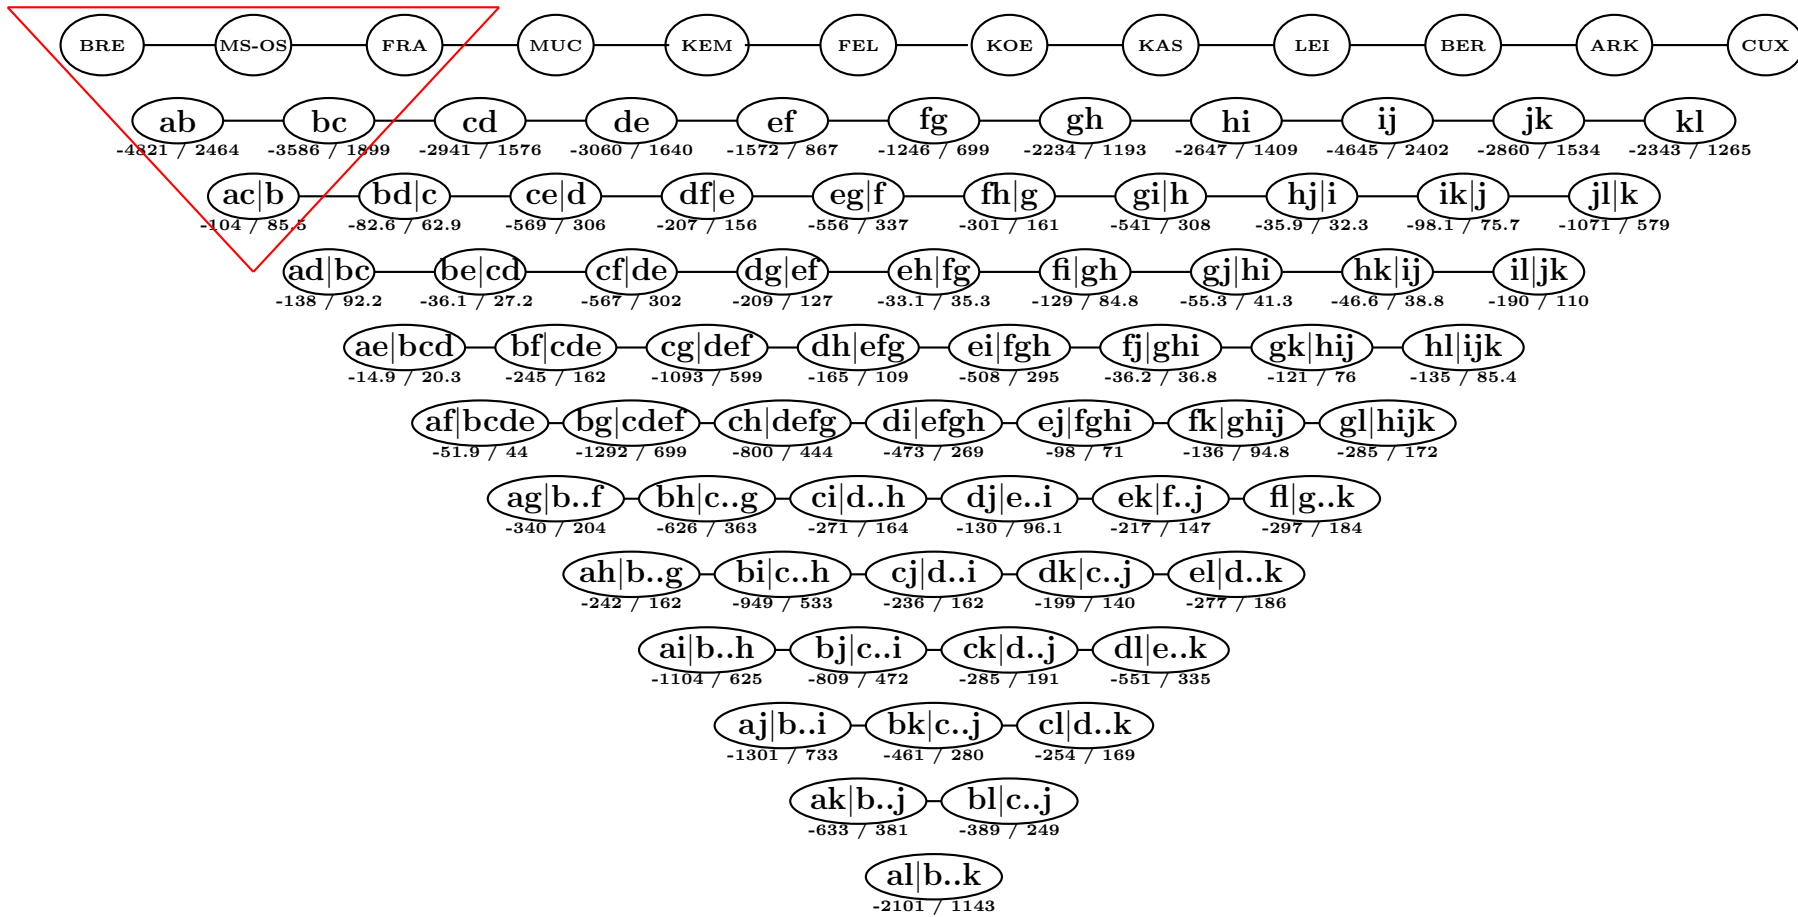 BRE MS-OS FRA MUC KEM FEL KOE KAS LEI BER ARK CUX
ab bc cd de ef fg gh hi ij jk kl
-4821 / 2464 -3586 / 1899 -2941 / 1576 -3060 / 1640 -1572 / 867 -1246 / 699 -2234 / 1193 -2647 / 1409 -4645 / 2402 -2860 / 1534 -2343 / 1265
ac|b bd|c ce|d df|e eg|f fh|g gi|h hj|i ik|j jl|k
-104 / 85.5 -82.6 / 62.9 -569 / 306 -207 / 156 -556 / 337 -301 / 161 -541 / 308 -35.9 / 32.3 -98.1 / 75.7 -1071 / 579
ad|bc be|cd cf|de dg|ef eh|fg fi|gh gj|hi hk|ij il|jk
-138 / 92.2 -36.1 / 27.2 -567 / 302 -209 / 127 -33.1 / 35.3 -129 / 84.8 -55.3 / 41.3 -46.6 / 38.8 -190 / 110
ae|bcd bf|cde cg|def dh|efg ei|fgh fj|ghi gk|hij hl|ijk
-14.9 / 20.3 -245 / 162 -1093 / 599 -165 / 109 -508 / 295 -36.2 / 36.8 -121 / 76 -135 / 85.4
af|bcde bg|cdef ch|defg di|efgh ej|fghi fk|ghij gl|hijk
-51.9 / 44 -1292 / 699 -800 / 444 -473 / 269 -98 / 71 -136 / 94.8 -285 / 172
ag|b..f bh|c..g ci|d..h dj|e..i ek|f..j fl|g..k
-340 / 204 -626 / 363 -271 / 164 -130 / 96.1 -217 / 147 -297 / 184
ah|b..g bi|c..h cj|d..i dk|c..j el|d..k
-242 / 162 -949 / 533 -236 / 162 -199 / 140 -277 / 186
ai|b..h bj|c..i ck|d..j dl|e..k
-1104 / 625 -809 / 472 -285 / 191 -551 / 335
aj|b..i bk|c..j cl|d..k
-1301 / 733 -461 / 280 -254 / 169
ak|b..j bl|c..j
-633 / 381 -389 / 249
al|b..k
-2101 / 1143